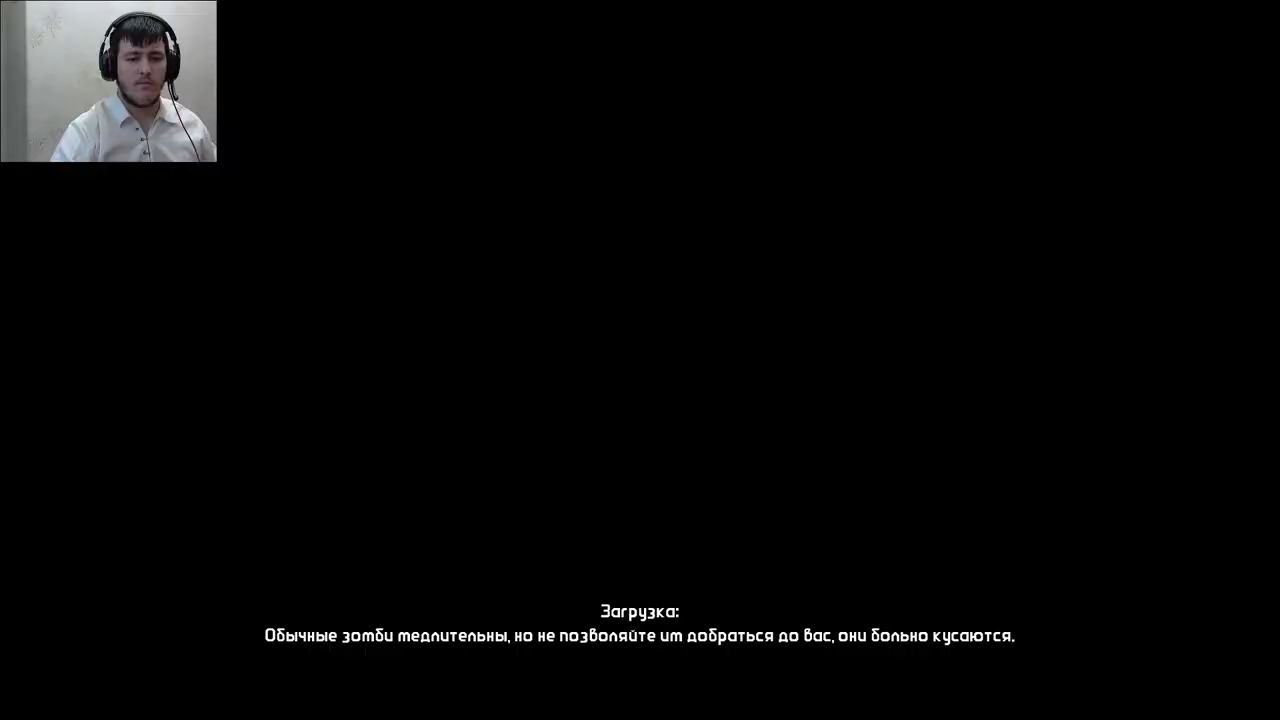 Загрузка:
Обычные зомби медлительны, но не позволяйте им добраться до вас, они больно кусаются.